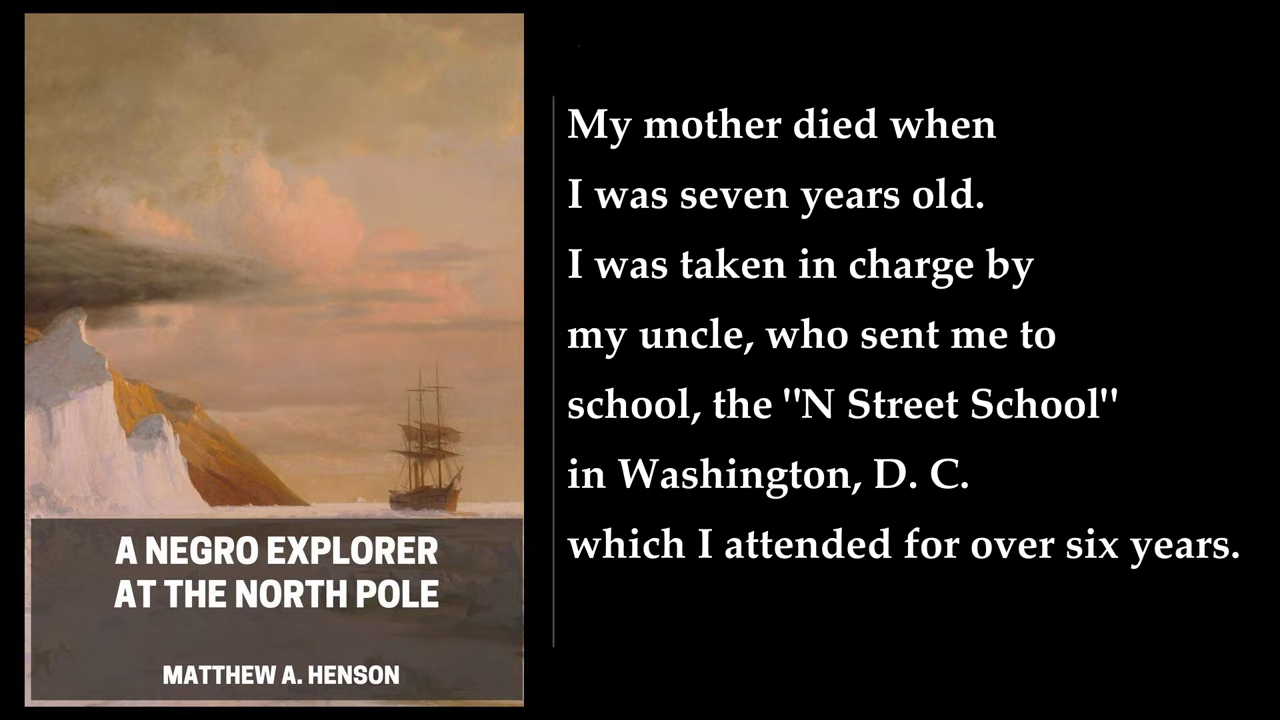 A NEGRO EXPLORER
AT THE NORTH POLE
MATTHEW A. HENSON
My mother died when
I was seven years old.
I was taken in charge by
my uncle, who sent me to
school, the "N Street School"
in Washington, D. C.
which I attended for over six years.